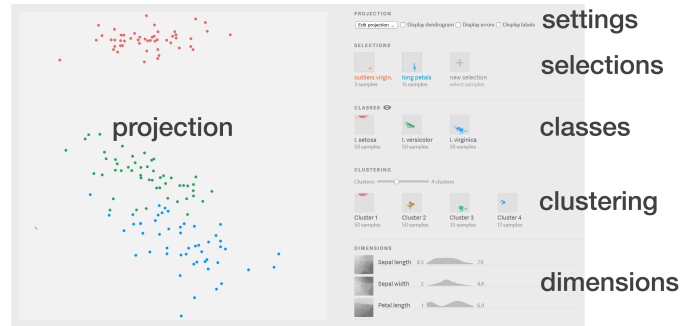 PROJECTION
Edit projection ... Display dendrogram Display errors Display labels
settings
SELECTIONS
outliers virgin. long petals new selection
3 samples 10 samples select samples
selections
projection
CLASSES
I. setosa I. versicolor I. virginica
50 samples 50 samples 50 samples
classes
CLUSTERING
Clusters 4 clusters
Cluster 1 Cluster 2 Cluster 3 Cluster 4
50 samples 50 samples 33 samples 17 samples
clustering
DIMENSIONS
Sepal length 4.3 7.9
Sepal width 2 4.4
Petal length 1 6.9
dimensions